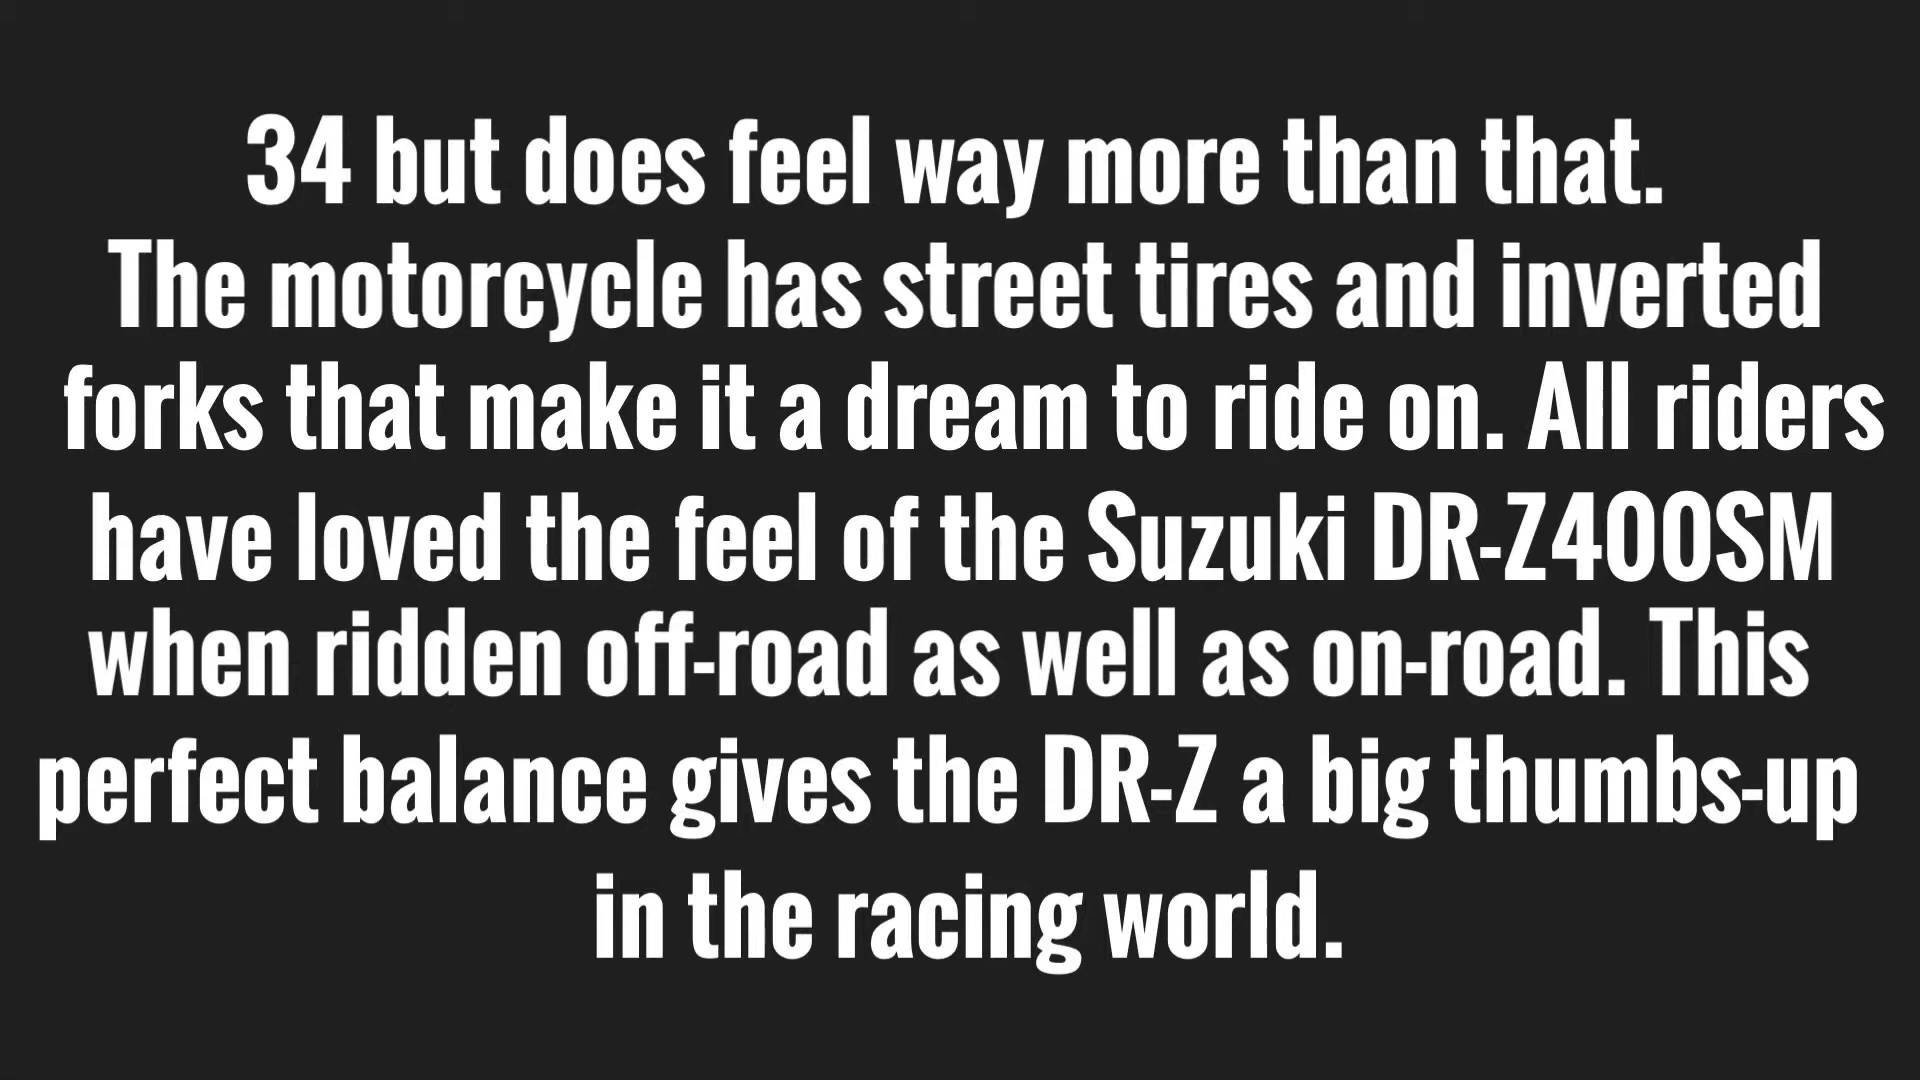 34 but does feel way more than that.
The motorcycle has street tires and inverted
forks that make it a dream to ride on. All riders
have loved the feel of the Suzuki DR-Z400SM
when ridden off-road as well as on-road. This
perfect balance gives the DR-Z a big thumbs-up
in the racing world.